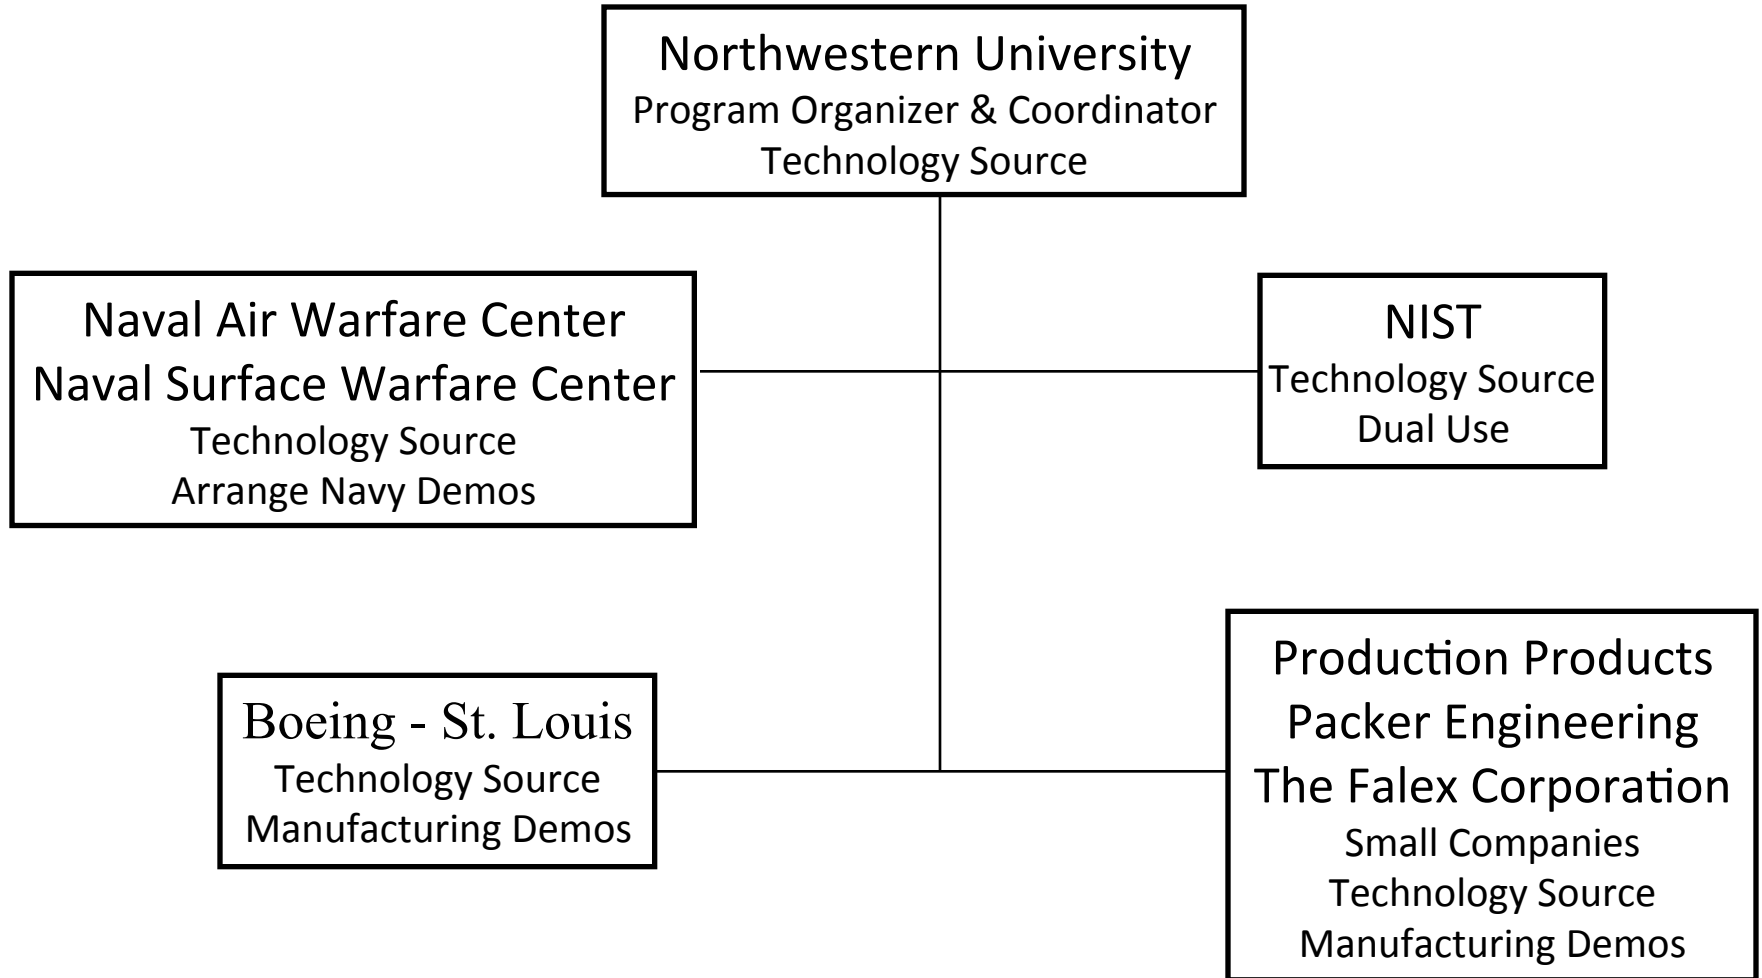 Northwestern University
Program Organizer & Coordinator
Technology Source
Naval Air Warfare Center
Naval Surface Warfare Center
Technology Source
Arrange Navy Demos
NIST
Technology Source
Dual Use
Boeing - St. Louis
Technology Source
Manufacturing Demos
Production Products
Packer Engineering
The Falex Corporation
Small Companies
Technology Source
Manufacturing Demos